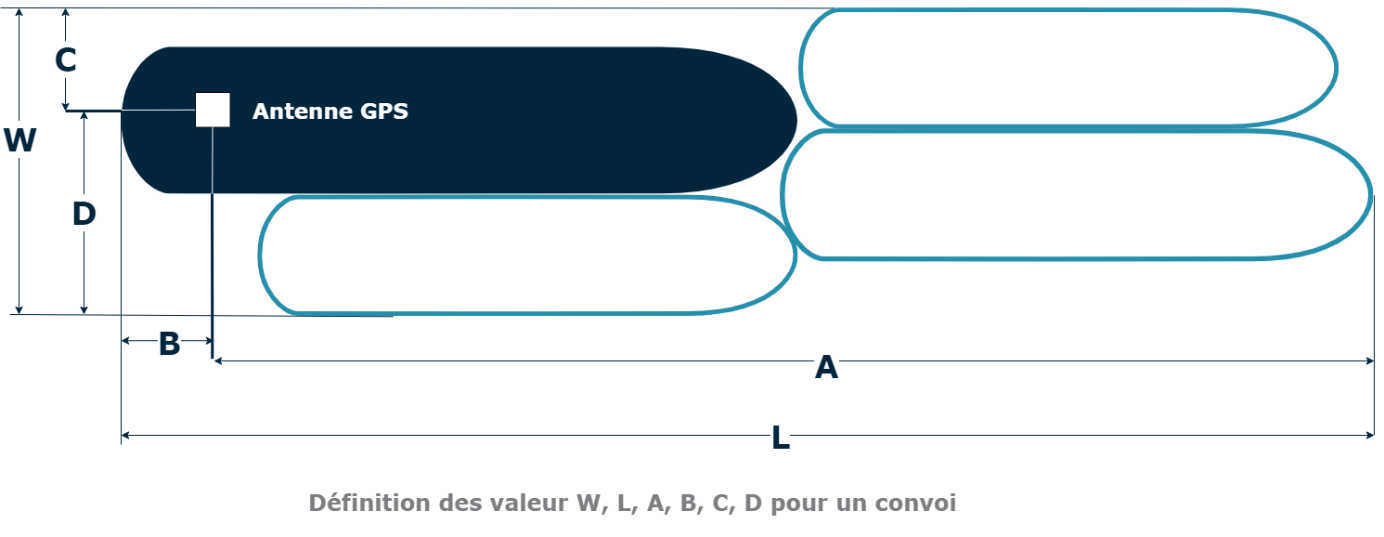 C
Antenne GPS
W
D
B
A
L
Définition des valeur W, L, A, B, C, D pour un convoi